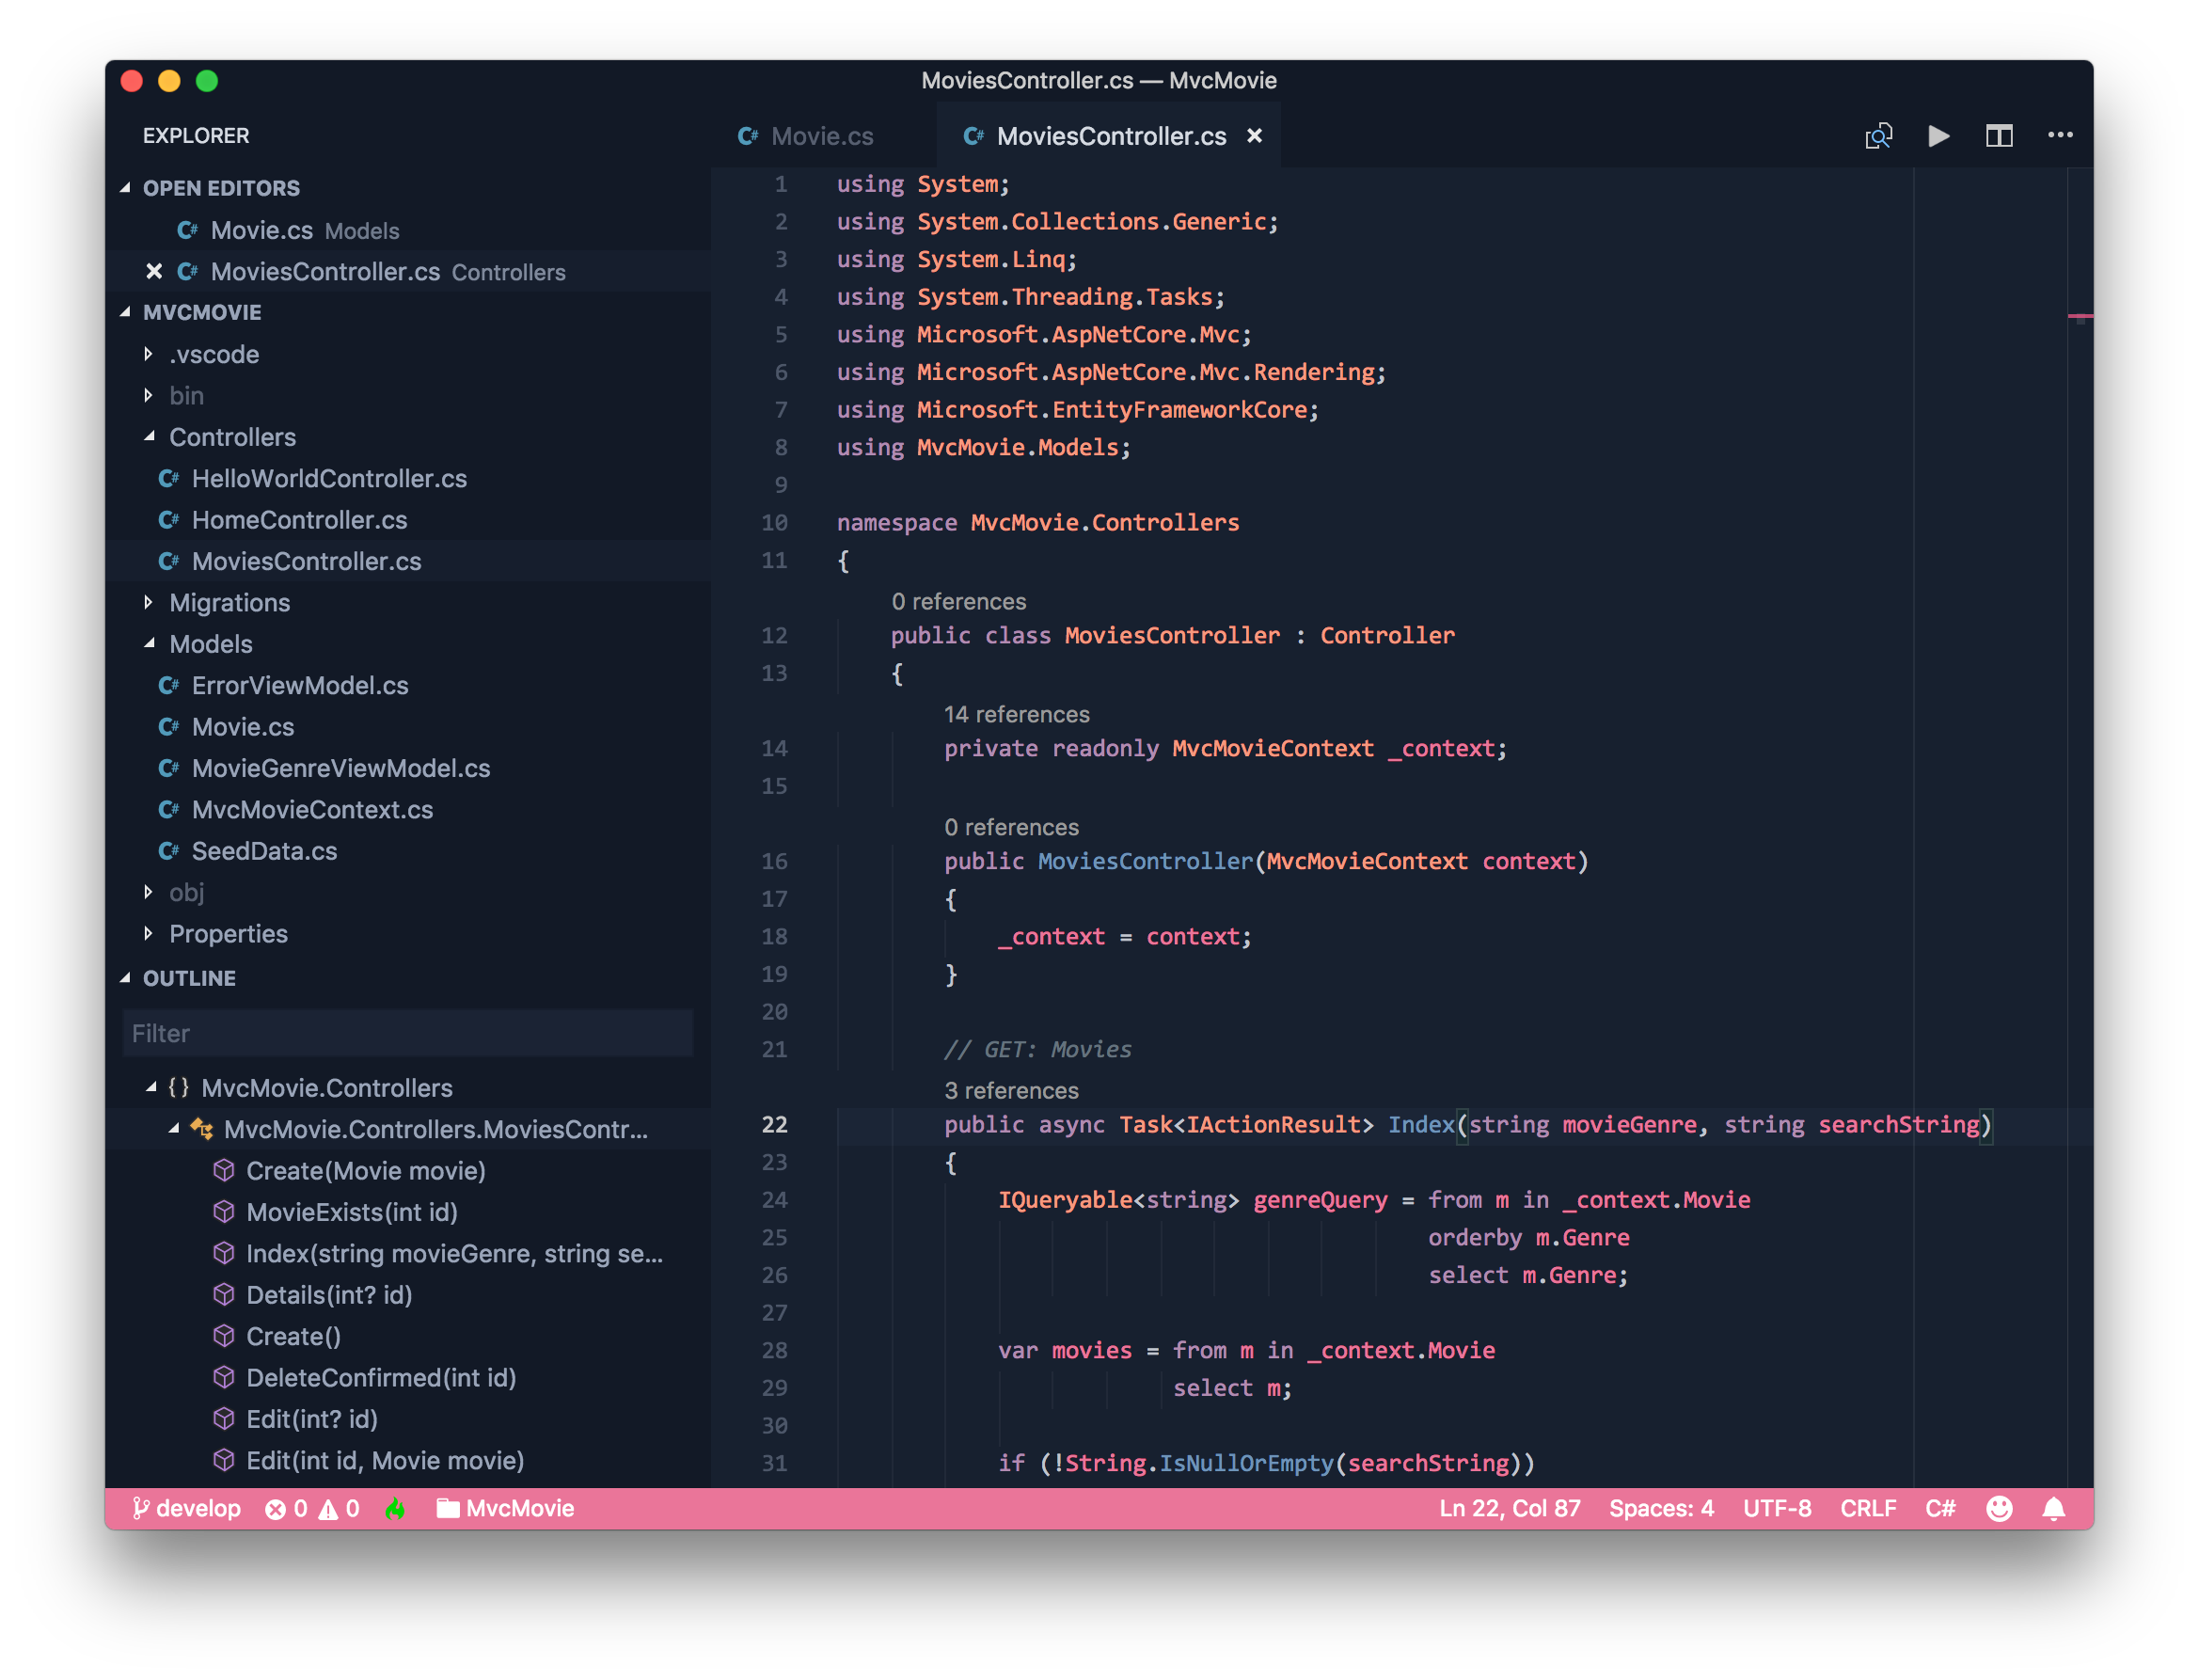 MoviesController.cs — MvcMovie
EXPLORER
OPEN EDITORS
C# Movie.cs Models
C# MoviesController.cs Controllers
MVCMOVIE
.vscode
bin
Controllers
C# HelloWorldController.cs
C# HomeController.cs
C# MoviesController.cs
Migrations
Models
C# ErrorViewModel.cs
C# Movie.cs
C# MovieGenreViewModel.cs
C# MvcMovieContext.cs
C# SeedData.cs
obj
Properties
OUTLINE
Filter
{} MvcMovie.Controllers
MvcMovie.Controllers.MoviesContr...
Create(Movie movie)
MovieExists(int id)
Index(string movieGenre, string se...
Details(int? id)
Create()
DeleteConfirmed(int id)
Edit(int? id)
Edit(int id, Movie movie)
C# Movie.cs
C# MoviesController.cs
1 using System;
2 using System.Collections.Generic;
3 using System.Linq;
4 using System.Threading.Tasks;
5 using Microsoft.AspNetCore.Mvc;
6 using Microsoft.AspNetCore.Mvc.Rendering;
7 using Microsoft.EntityFrameworkCore;
8 using MvcMovie.Models;
9
10 namespace MvcMovie.Controllers
11 {
0 references
12 public class MoviesController : Controller
13 {
14 references
14 private readonly MvcMovieContext _context;
15
0 references
16 public MoviesController(MvcMovieContext context)
17 {
18 _context = context;
19 }
20
21 // GET: Movies
3 references
22 public async Task<IActionResult> Index(string movieGenre, string searchString)
23 {
24 IQueryable<string> genreQuery = from m in _context.Movie
25 orderby m.Genre
26 select m.Genre;
27
28 var movies = from m in _context.Movie
29 select m;
30
31 if (!String.IsNullOrEmpty(searchString))
develop 0 0 MvcMovie Ln 22, Col 87 Spaces: 4 UTF-8 CRLF C#